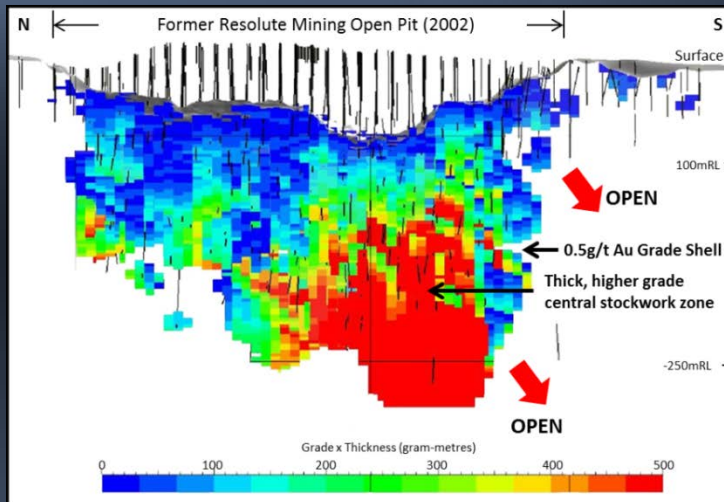 N
Former Resolute Mining Open Pit (2002)
S
Surface
100mRL
OPEN
0.5g/t Au Grade Shell
Thick, higher grade
central stockwork zone
-250mRL
OPEN
Grade x Thickness (gram-metres)
0 100 200 300 400 500